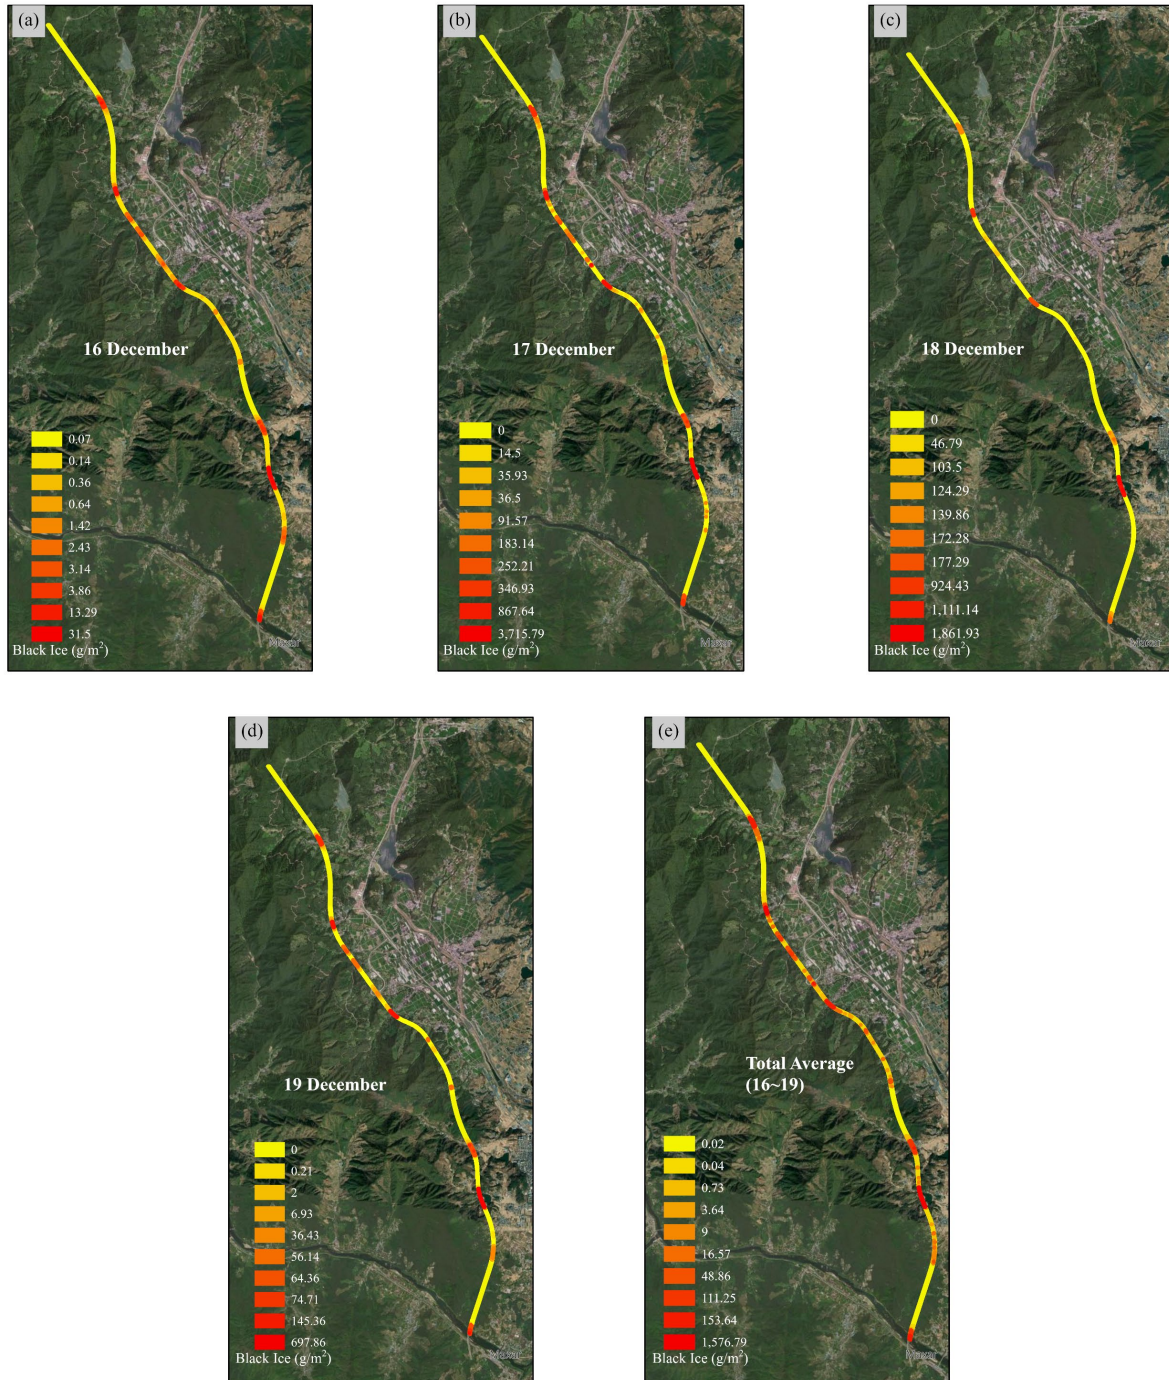 (a)
16 December
0.07
0.14
0.36
0.64
1.42
2.43
3.14
3.86
13.29
31.5
Black Ice (g/m²)
Maxar
(b)
17 December
0
14.5
35.93
36.5
91.57
183.14
252.21
346.93
867.64
3,715.79
Black Ice (g/m²)
Maxar
(c)
18 December
0
46.79
103.5
124.29
139.86
172.28
177.29
924.43
1,111.14
1,861.93
Black Ice (g/m²)
Maxar
(d)
19 December
0
0.21
2
6.93
36.43
56.14
64.36
74.71
145.36
697.86
Black Ice (g/m²)
Maxar
(e)
Total Average
(16~19)
0.02
0.04
0.73
3.64
9
16.57
48.86
111.25
153.64
1,576.79
Black Ice (g/m²)
Maxar